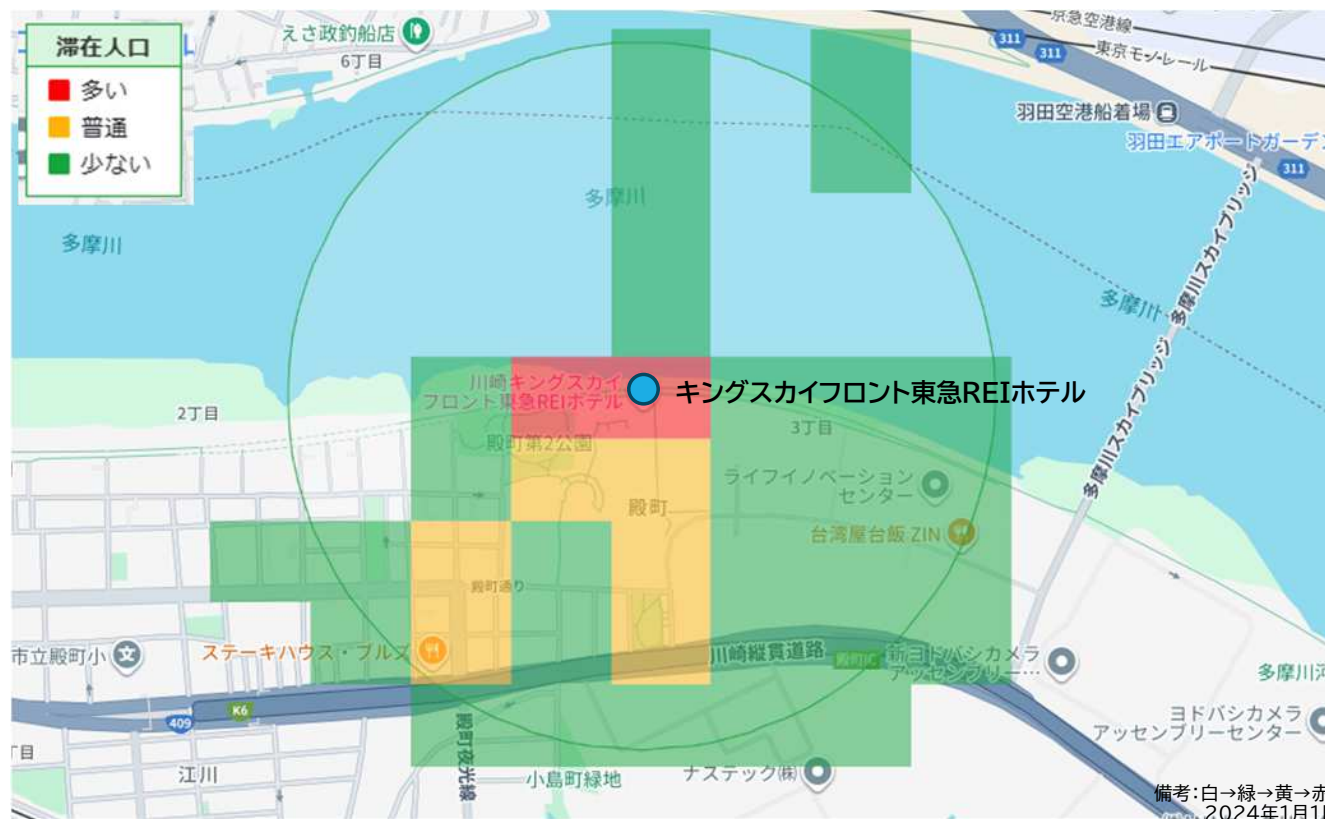 滞在人口
多い
普通
少ない
えさ政釣船店
6丁目
京急空港線
東京モノレール
311
311
羽田空港船着場
羽田エアポートガーデン
311
多摩川
多摩川
多摩川
多摩川スカイブリッジ
多摩川スカイブリッジ
2丁目
川崎キングスカイ
フロント東急REIホテル
キングスカイフロント東急REIホテル
殿町第2公園
3丁目
ライフイノベーション
センター
殿町
台湾屋台飯 ZIN
殿町通り
市立殿町小
ステーキハウス・ブルズ
川崎縦貫道路
殿町IC
新ヨドバシカメラ
アッセンブリー…
多摩川河
ヨドバシカメラ
アッセンブリーセンター
K6
409
殿町夜光線
丁目
江川
小島町緑地
ナステック㈱
備考:白→緑→黄→赤
2024年1月1